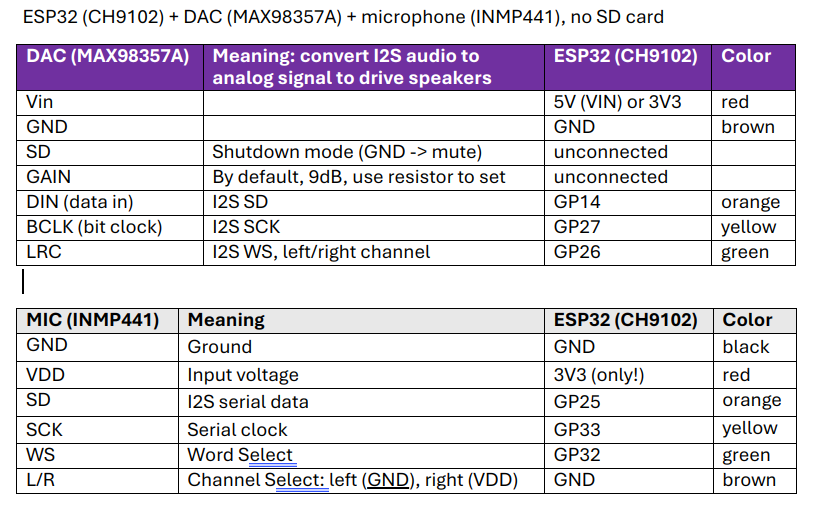 ESP32 (CH9102) + DAC (MAX98357A) + microphone (INMP441), no SD card
DAC (MAX98357A) Meaning: convert I2S audio to analog signal to drive speakers ESP32 (CH9102) Color
Vin 5V (VIN) or 3V3 red
GND GND brown
SD Shutdown mode (GND -> mute) unconnected
GAIN By default, 9dB, use resistor to set unconnected
DIN (data in) I2S SD GP14 orange
BCLK (bit clock) I2S SCK GP27 yellow
LRC I2S WS, left/right channel GP26 green
MIC (INMP441) Meaning ESP32 (CH9102) Color
GND Ground GND black
VDD Input voltage 3V3 (only!) red
SD I2S serial data GP25 orange
SCK Serial clock GP33 yellow
WS Word Select GP32 green
L/R Channel Select: left (GND), right (VDD) GND brown